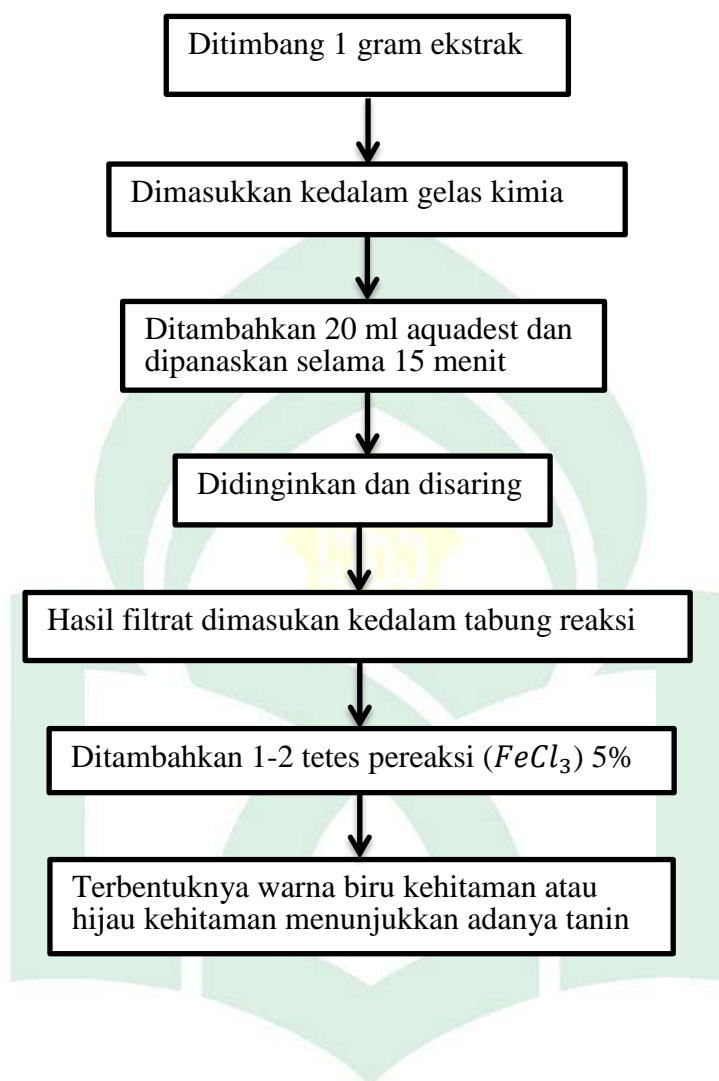 Ditimbang 1 gram ekstrak
Dimasukkan kedalam gelas kimia
Ditambahkan 20 ml aquadest dan
dipanaskan selama 15 menit
Didinginkan dan disaring
Hasil filtrat dimasukan kedalam tabung reaksi
Ditambahkan 1-2 tetes pereaksi (FeCl₃) 5%
Terbentuknya warna biru kehitaman atau
hijau kehitaman menunjukkan adanya tanin